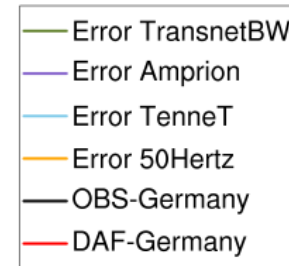 Error TransnetBW
Error Amprion
Error TenneT
Error 50Hertz
OBS-Germany
DAF-Germany